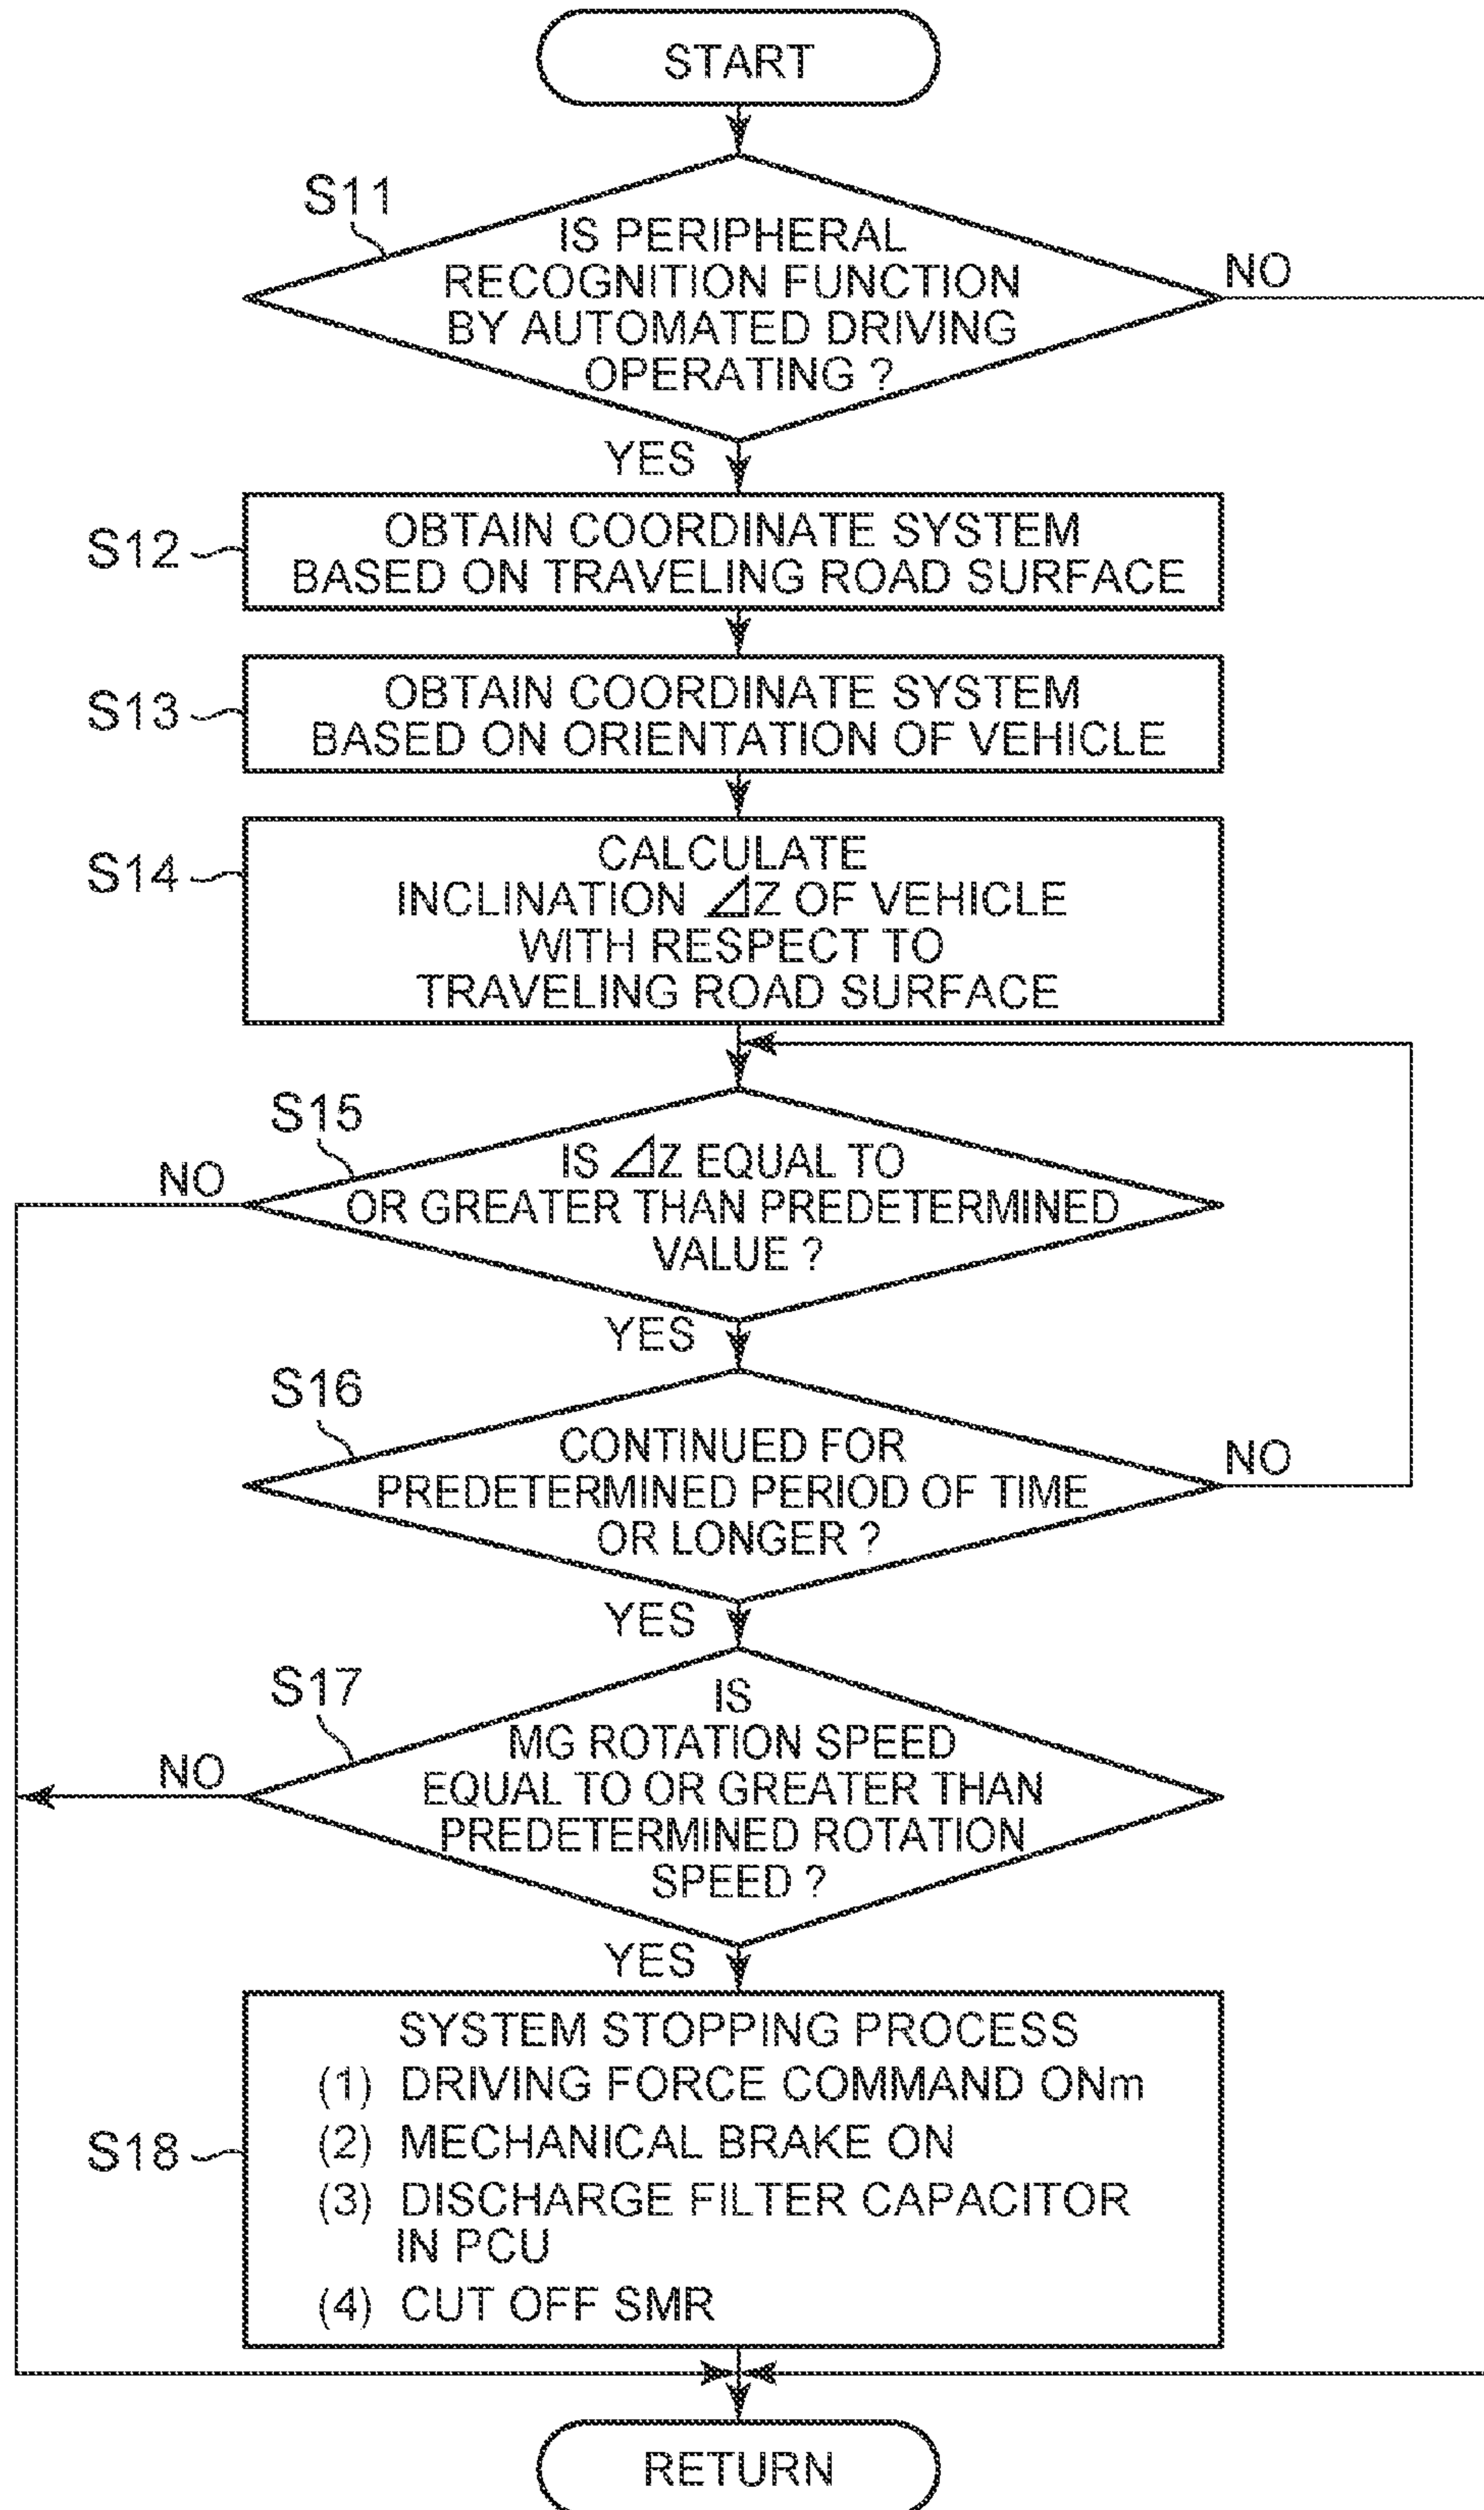 START
S11
IS PERIPHERAL
RECOGNITION FUNCTION
BY AUTOMATED DRIVING
OPERATING ?
NO
YES
S12
OBTAIN COORDINATE SYSTEM
BASED ON TRAVELING ROAD SURFACE
S13
OBTAIN COORDINATE SYSTEM
BASED ON ORIENTATION OF VEHICLE
S14
CALCULATE
INCLINATION ⊿Z OF VEHICLE
WITH RESPECT TO
TRAVELING ROAD SURFACE
S15
NO
IS ⊿Z EQUAL TO
OR GREATER THAN PREDETERMINED
VALUE ?
YES
S16
CONTINUED FOR
PREDETERMINED PERIOD OF TIME
OR LONGER ?
NO
YES
S17
NO
IS
MG ROTATION SPEED
EQUAL TO OR GREATER THAN
PREDETERMINED ROTATION
SPEED ?
YES
S18
SYSTEM STOPPING PROCESS
(1) DRIVING FORCE COMMAND ONm
(2) MECHANICAL BRAKE ON
(3) DISCHARGE FILTER CAPACITOR
IN PCU
(4) CUT OFF SMR
RETURN